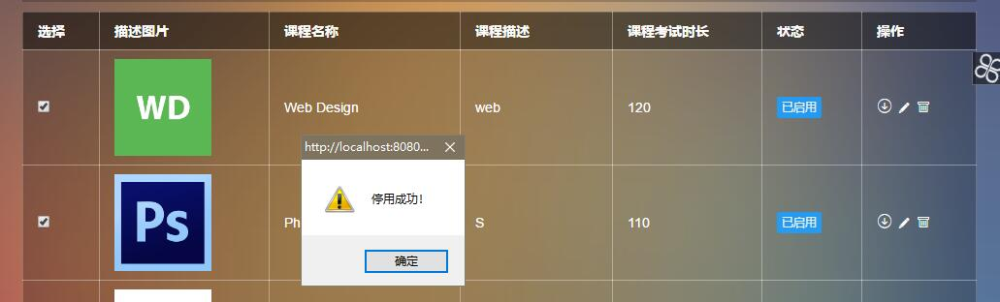 选择 描述图片 课程名称 课程描述 课程考试时长 状态 操作
WD Web Design web 120 已启用
http://localhost:8080...
停用成功!
Ps Ph S 110 已启用
确定